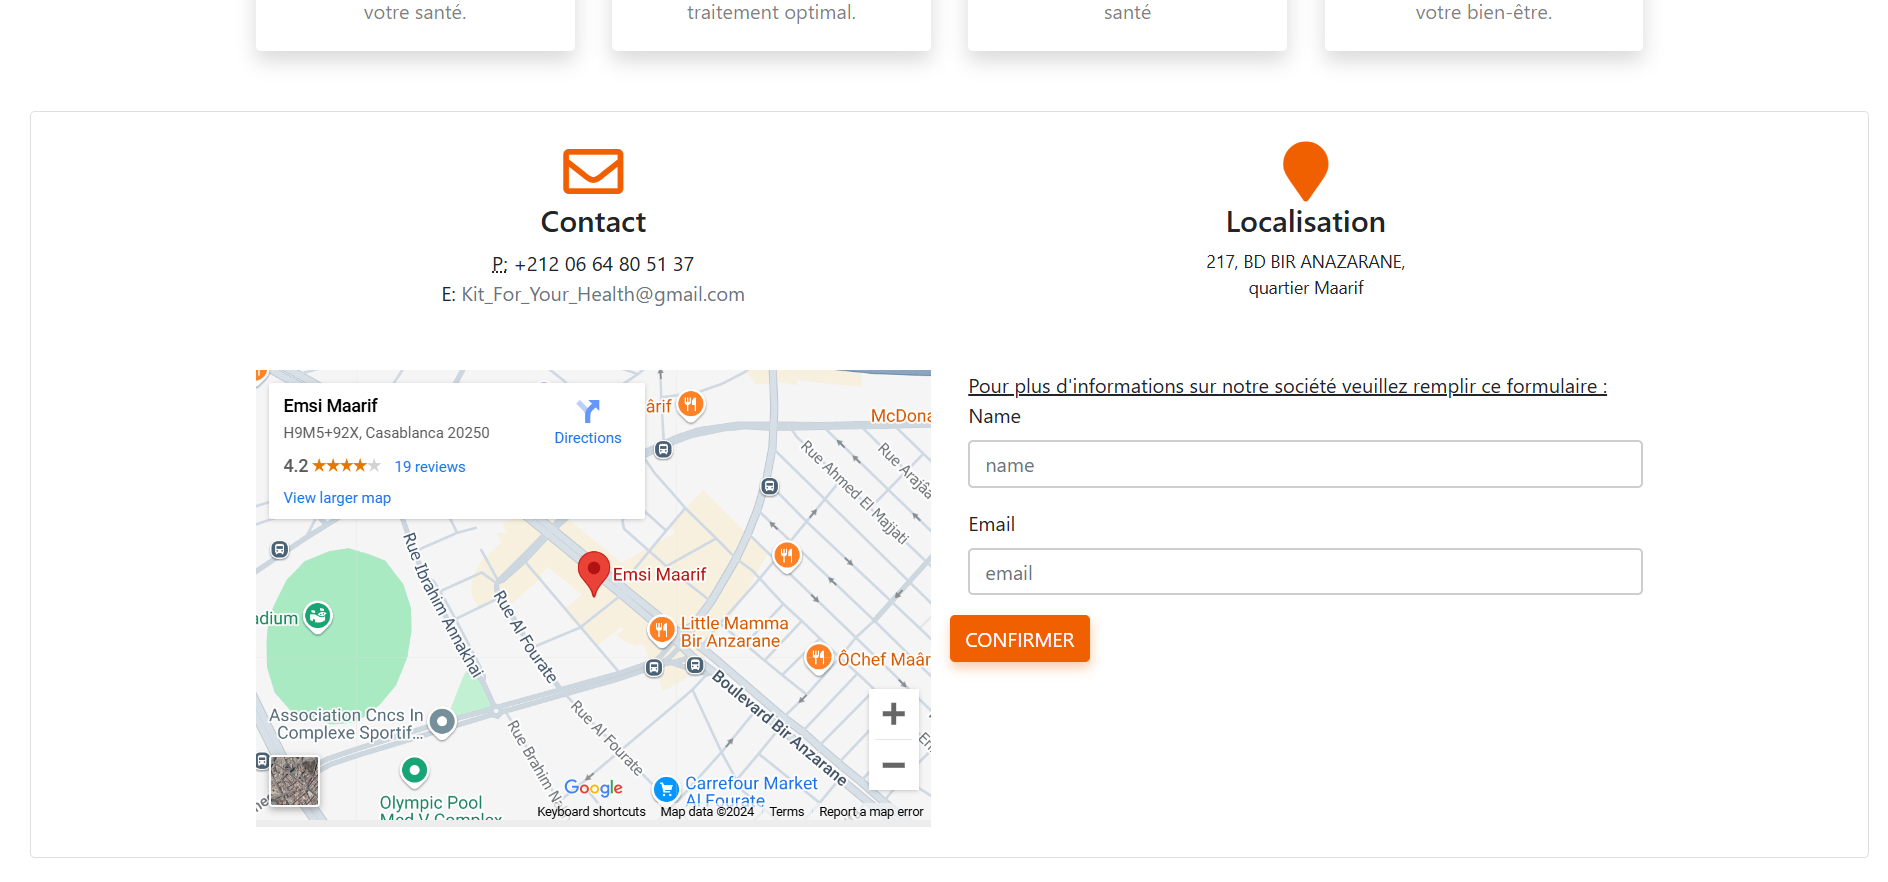 votre santé.
traitement optimal.
santé
votre bien-être.
Contact
P: +212 06 64 80 51 37
E: Kit_For_Your_Health@gmail.com
Localisation
217, BD BIR ANAZARANE,
quartier Maarif
Emsi Maarif
H9M5+92X, Casablanca 20250
4.2
19 reviews
View larger map
Directions
ârif
McDona
Rue Ahmed El Majjati
Rue Arajâa
Emsi Maarif
Rue Ibrahim Annakhai
Rue Al Fourate
adium
Little Mamma
Bir Anzarane
ÔChef Maâr
Boulevard Bir Anzarane
Association Cncs In
Complexe Sportif...
Rue Al Fourate
Rue Brahim Na
Olympic Pool
Med V Complex
Carrefour Market
Al Fourate
Google
Keyboard shortcuts
Map data ©2024
Terms
Report a map error
Pour plus d'informations sur notre société veuillez remplir ce formulaire :
Name
name
Email
email
CONFIRMER